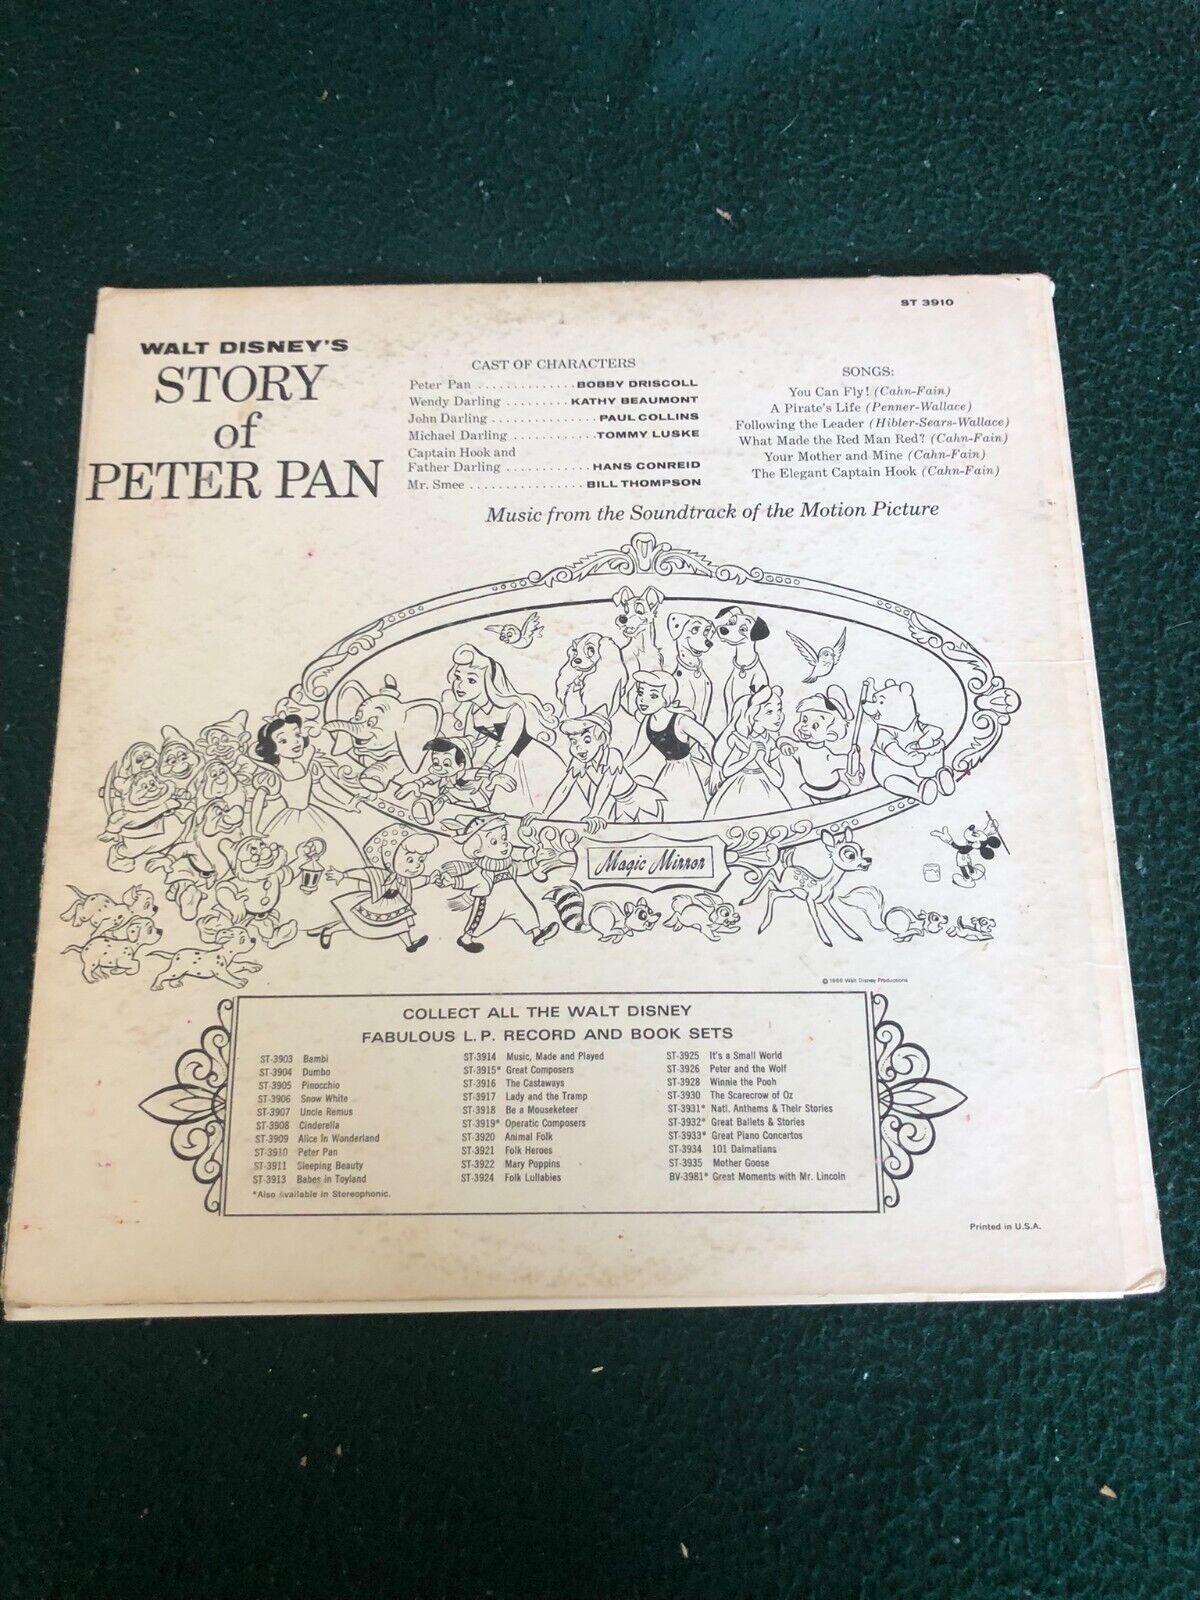 ST 3910
WALT DISNEY'S
STORY
of
PETER PAN
CAST OF CHARACTERS
Peter Pan . . . . . . . . . . . . . . BOBBY DRISCOLL
Wendy Darling . . . . . . . . . KATHY BEAUMONT
John Darling . . . . . . . . . . . . . PAUL COLLINS
Michael Darling . . . . . . . . . . . . TOMMY LUSKE
Captain Hook and
Father Darling . . . . . . . . . . . . HANS CONREID
Mr. Smee . . . . . . . . . . . . . . . . BILL THOMPSON
SONGS:
You Can Fly! (Cahn-Fain)
A Pirate's Life (Penner-Wallace)
Following the Leader (Hibler-Sears-Wallace)
What Made the Red Man Red? (Cahn-Fain)
Your Mother and Mine (Cahn-Fain)
The Elegant Captain Hook (Cahn-Fain)
Music from the Soundtrack of the Motion Picture
Magic Mirror
Walt Disney Productions
COLLECT ALL THE WALT DISNEY
FABULOUS L.P. RECORD AND BOOK SETS
ST-3903 Bambi
ST-3904 Dumbo
ST-3905 Pinocchio
ST-3906 Snow White
ST-3907 Uncle Remus
ST-3908 Cinderella
ST-3909 Alice In Wonderland
ST-3910 Peter Pan
ST-3911 Sleeping Beauty
ST-3913 Babes in Toyland
*Also available in Stereophonic.
ST-3914 Music, Made and Played
ST-3915* Great Composers
ST-3916 The Castaways
ST-3917 Lady and the Tramp
ST-3918 Be a Mouseketeer
ST-3919* Operatic Composers
ST-3920 Animal Folk
ST-3921 Folk Heroes
ST-3922 Mary Poppins
ST-3924 Folk Lullabies
ST-3925 It's a Small World
ST-3926 Peter and the Wolf
ST-3928 Winnie the Pooh
ST-3930 The Scarecrow of Oz
ST-3931* Natl. Anthems & Their Stories
ST-3932* Great Ballets & Stories
ST-3933* Great Piano Concertos
ST-3934 101 Dalmatians
ST-3935 Mother Goose
BV-3981* Great Moments with Mr. Lincoln
Printed in U.S.A.